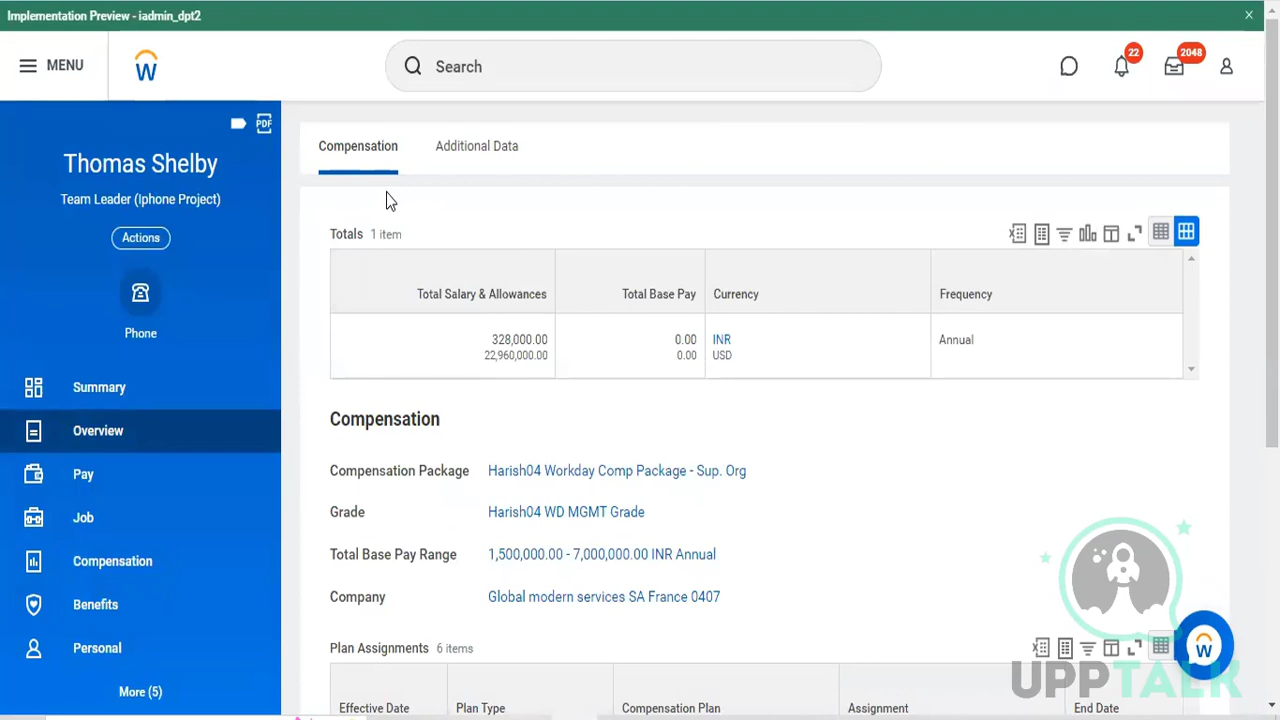 Implementation Preview - iadmin_dpt2
MENU
Search
22
2048
PDF
Thomas Shelby
Team Leader (Iphone Project)
Actions
Phone
Summary
Overview
Pay
Job
Compensation
Benefits
Personal
More (5)
Compensation Additional Data
Totals 1 item
Total Salary & Allowances Total Base Pay Currency Frequency
328,000.00 0.00 INR Annual
22,960,000.00 0.00 USD
Compensation
Compensation Package Harish04 Workday Comp Package - Sup. Org
Grade Harish04 WD MGMT Grade
Total Base Pay Range 1,500,000.00 - 7,000,000.00 INR Annual
Company Global modern services SA France 0407
Plan Assignments 6 items
Effective Date Plan Type Compensation Plan Assignment End Date
UPPTALK